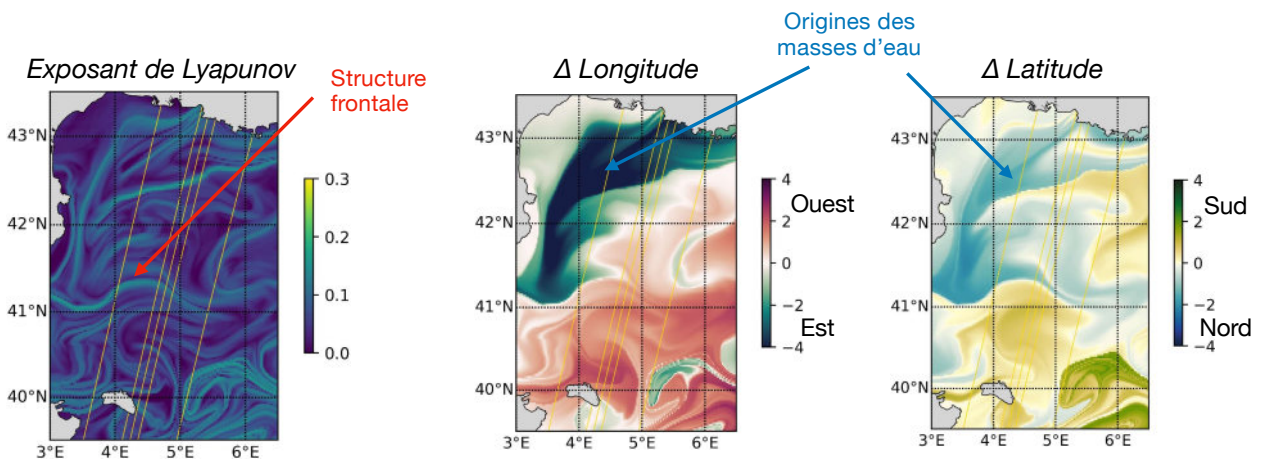 Origines des
masses d'eau
Exposant de Lyapunov
Structure
frontale
Δ Longitude
Δ Latitude
43°N
42°N
41°N
40°N
3°E
4°E
5°E
6°E
0.3
0.2
0.1
0.0
43°N
42°N
41°N
40°N
3°E
4°E
5°E
6°E
4
2
0
−2
−4
Ouest
Est
43°N
42°N
41°N
40°N
3°E
4°E
5°E
6°E
4
2
0
−2
−4
Sud
Nord